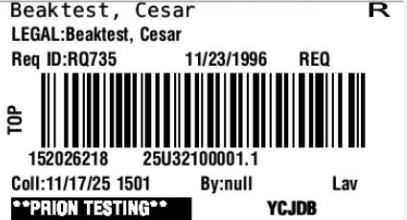 Beaktest, Cesar R
LEGAL:Beaktest, Cesar
Req ID:RQ735 11/23/1996 REQ
TOP
152026218 25U32100001.1
Coll:11/17/25 1501 By:null Lav
**PRION TESTING** YCJDB